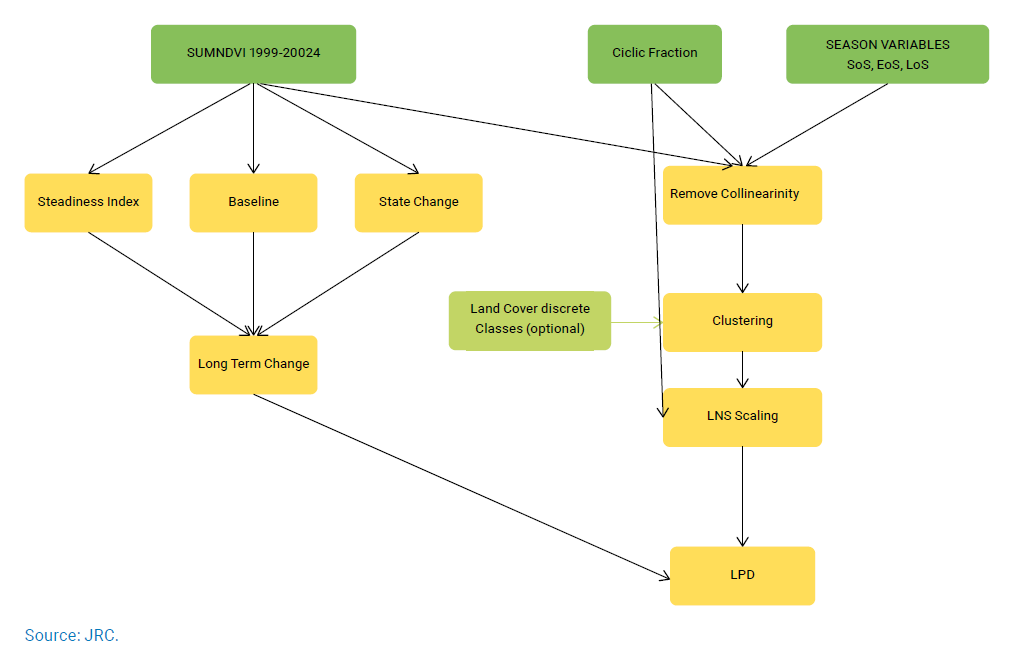 SUMNDVI 1999-20024
Ciclic Fraction
SEASON VARIABLES
SoS, EoS, LoS
Steadiness Index
Baseline
State Change
Remove Collinearinity
Land Cover discrete
Classes (optional)
Clustering
Long Term Change
LNS Scaling
LPD
Source: JRC.